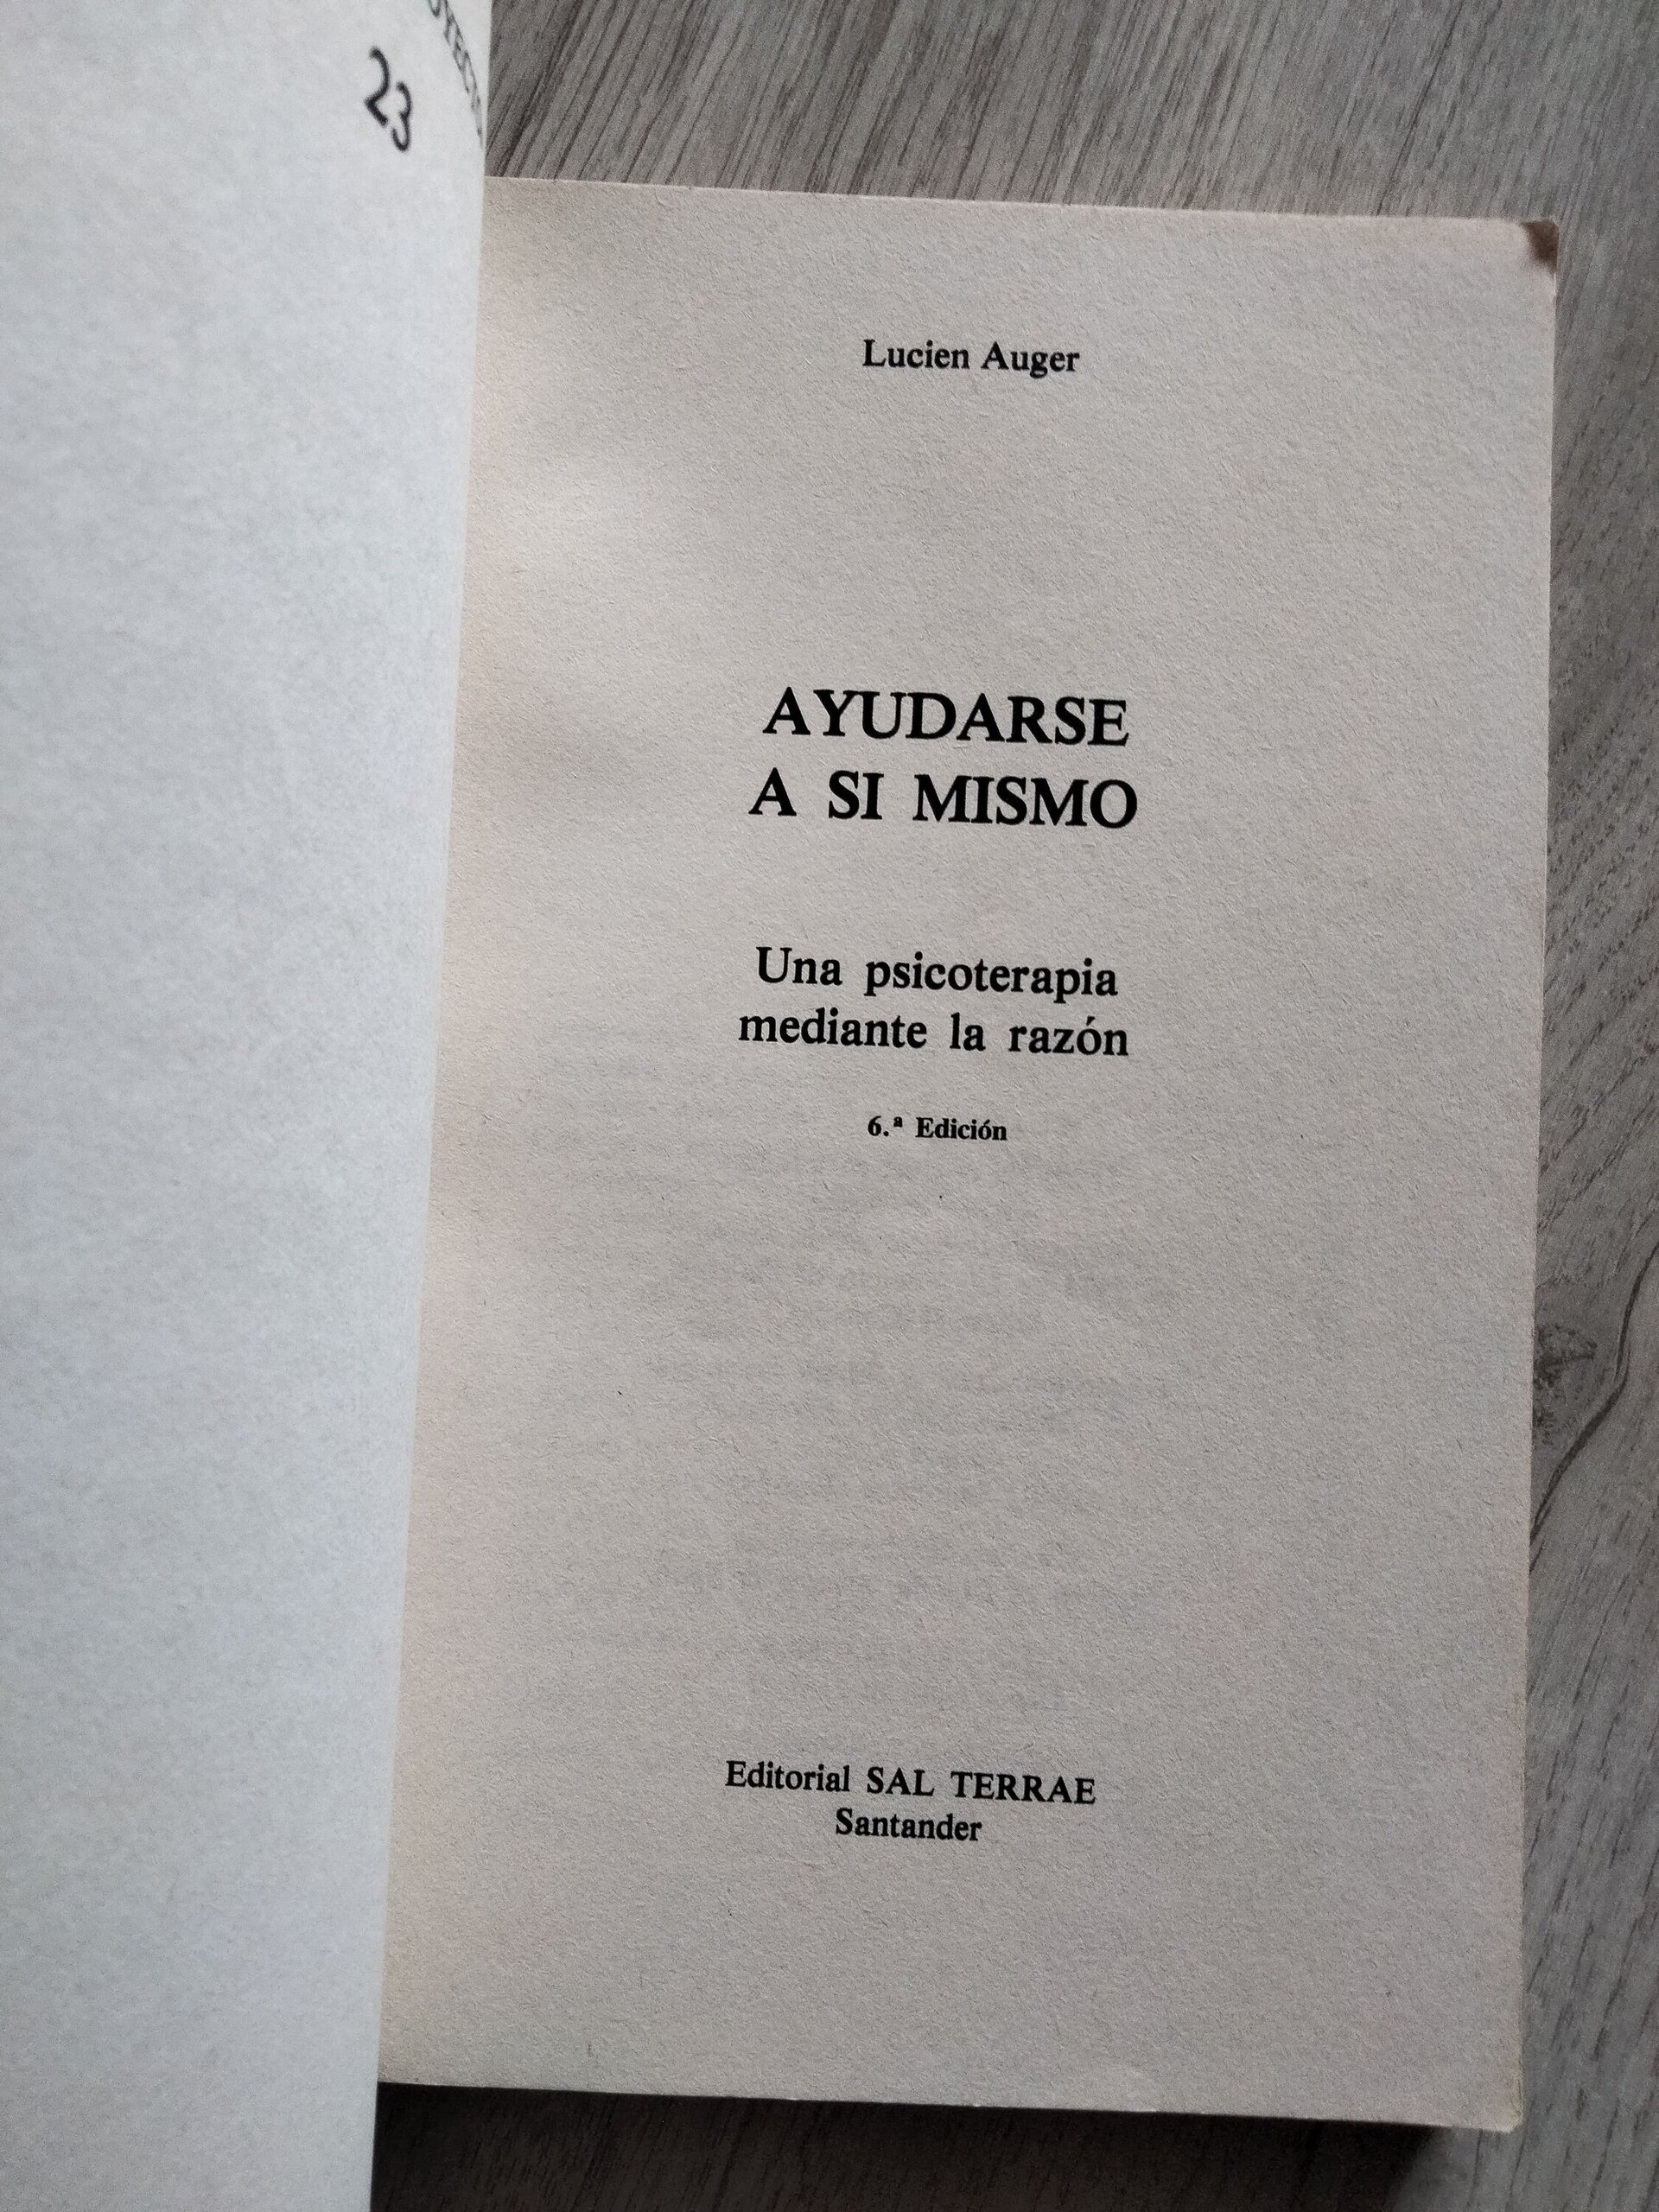 23
Lucien Auger
AYUDARSE
A SI MISMO
Una psicoterapia
mediante la razón
6.ª Edición
Editorial SAL TERRAE
Santander